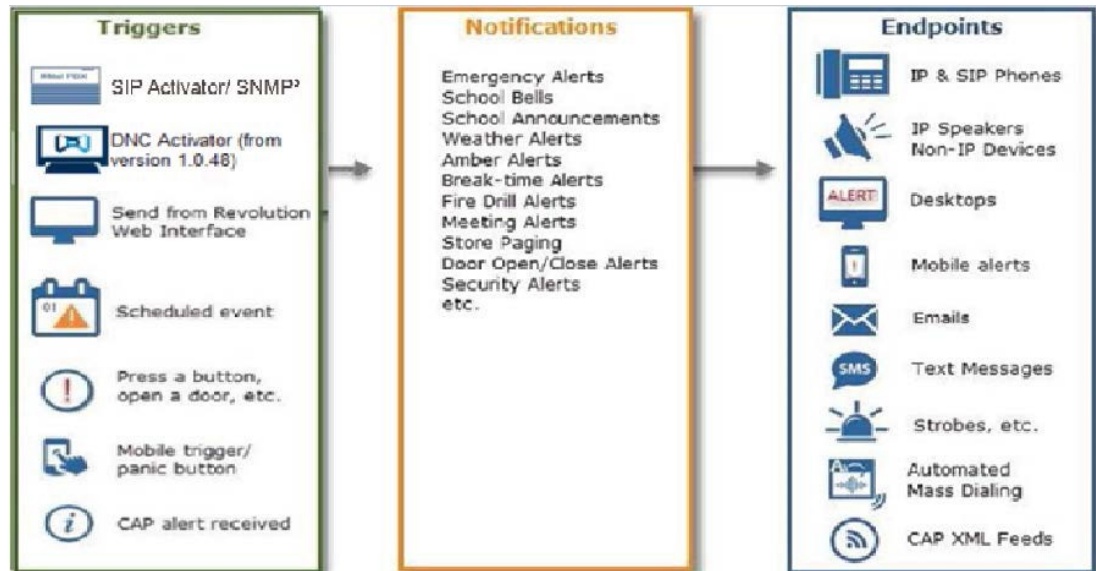 Triggers
SIP Activator/ SNMP³
DNC Activator (from
version 1.0.48)
Send from Revolution
Web Interface
01
Scheduled event
!
Press a button,
open a door, etc.
Mobile trigger/
panic button
i
CAP alert received
Notifications
Emergency Alerts
School Bells
School Announcements
Weather Alerts
Amber Alerts
Break-time Alerts
Fire Drill Alerts
Meeting Alerts
Store Paging
Door Open/Close Alerts
Security Alerts
etc.
Endpoints
IP & SIP Phones
IP Speakers
Non-IP Devices
ALERT!
Desktops
!
Mobile alerts
Emails
SMS
Text Messages
Strobes, etc.
Automated
Mass Dialing
CAP XML Feeds